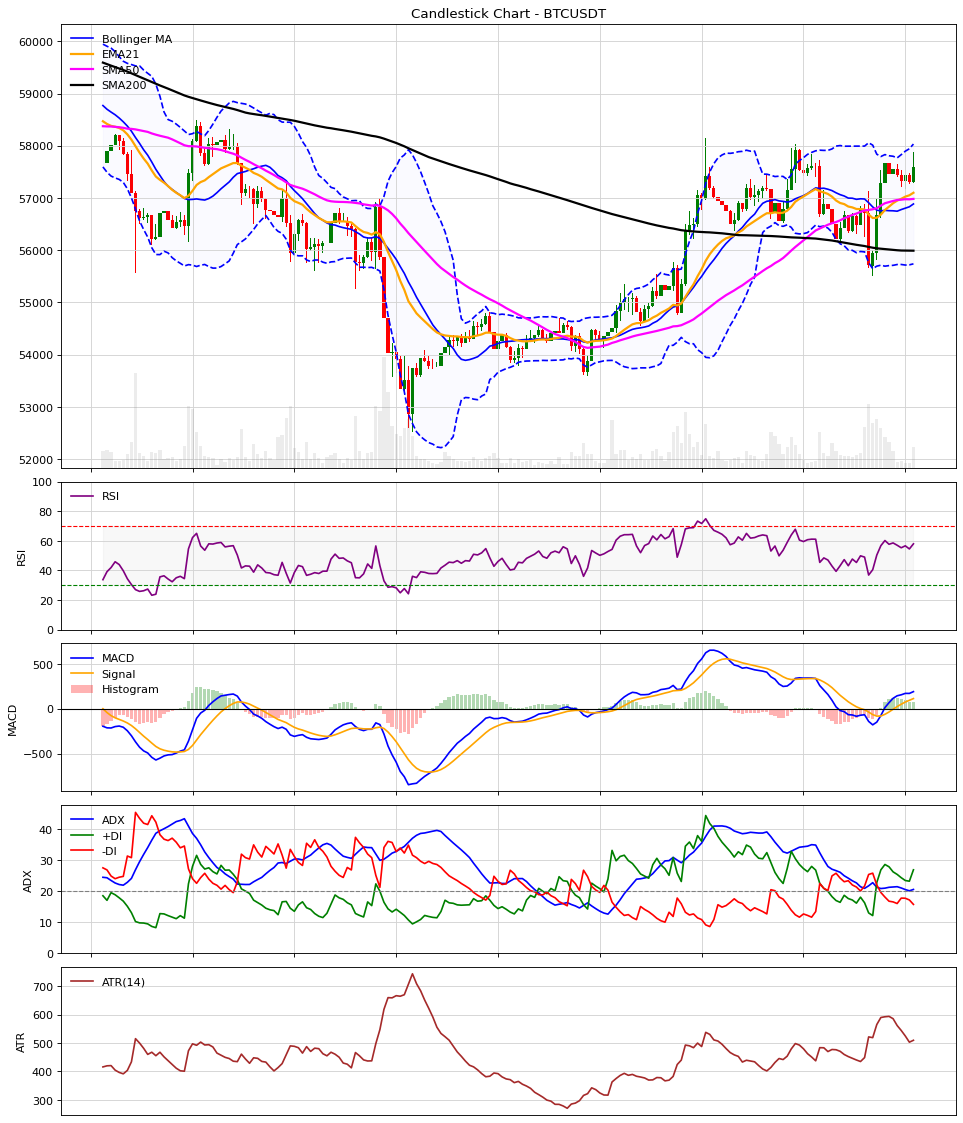 Candlestick Chart - BTCUSDT
Bollinger MA
EMA21
SMA50
SMA200
60000
59000
58000
57000
56000
55000
54000
53000
52000
RSI
100
80
60
40
20
0
RSI
MACD
Signal
Histogram
500
0
−500
MACD
ADX
+DI
-DI
40
30
20
10
0
ADX
ATR(14)
700
600
500
400
300
ATR